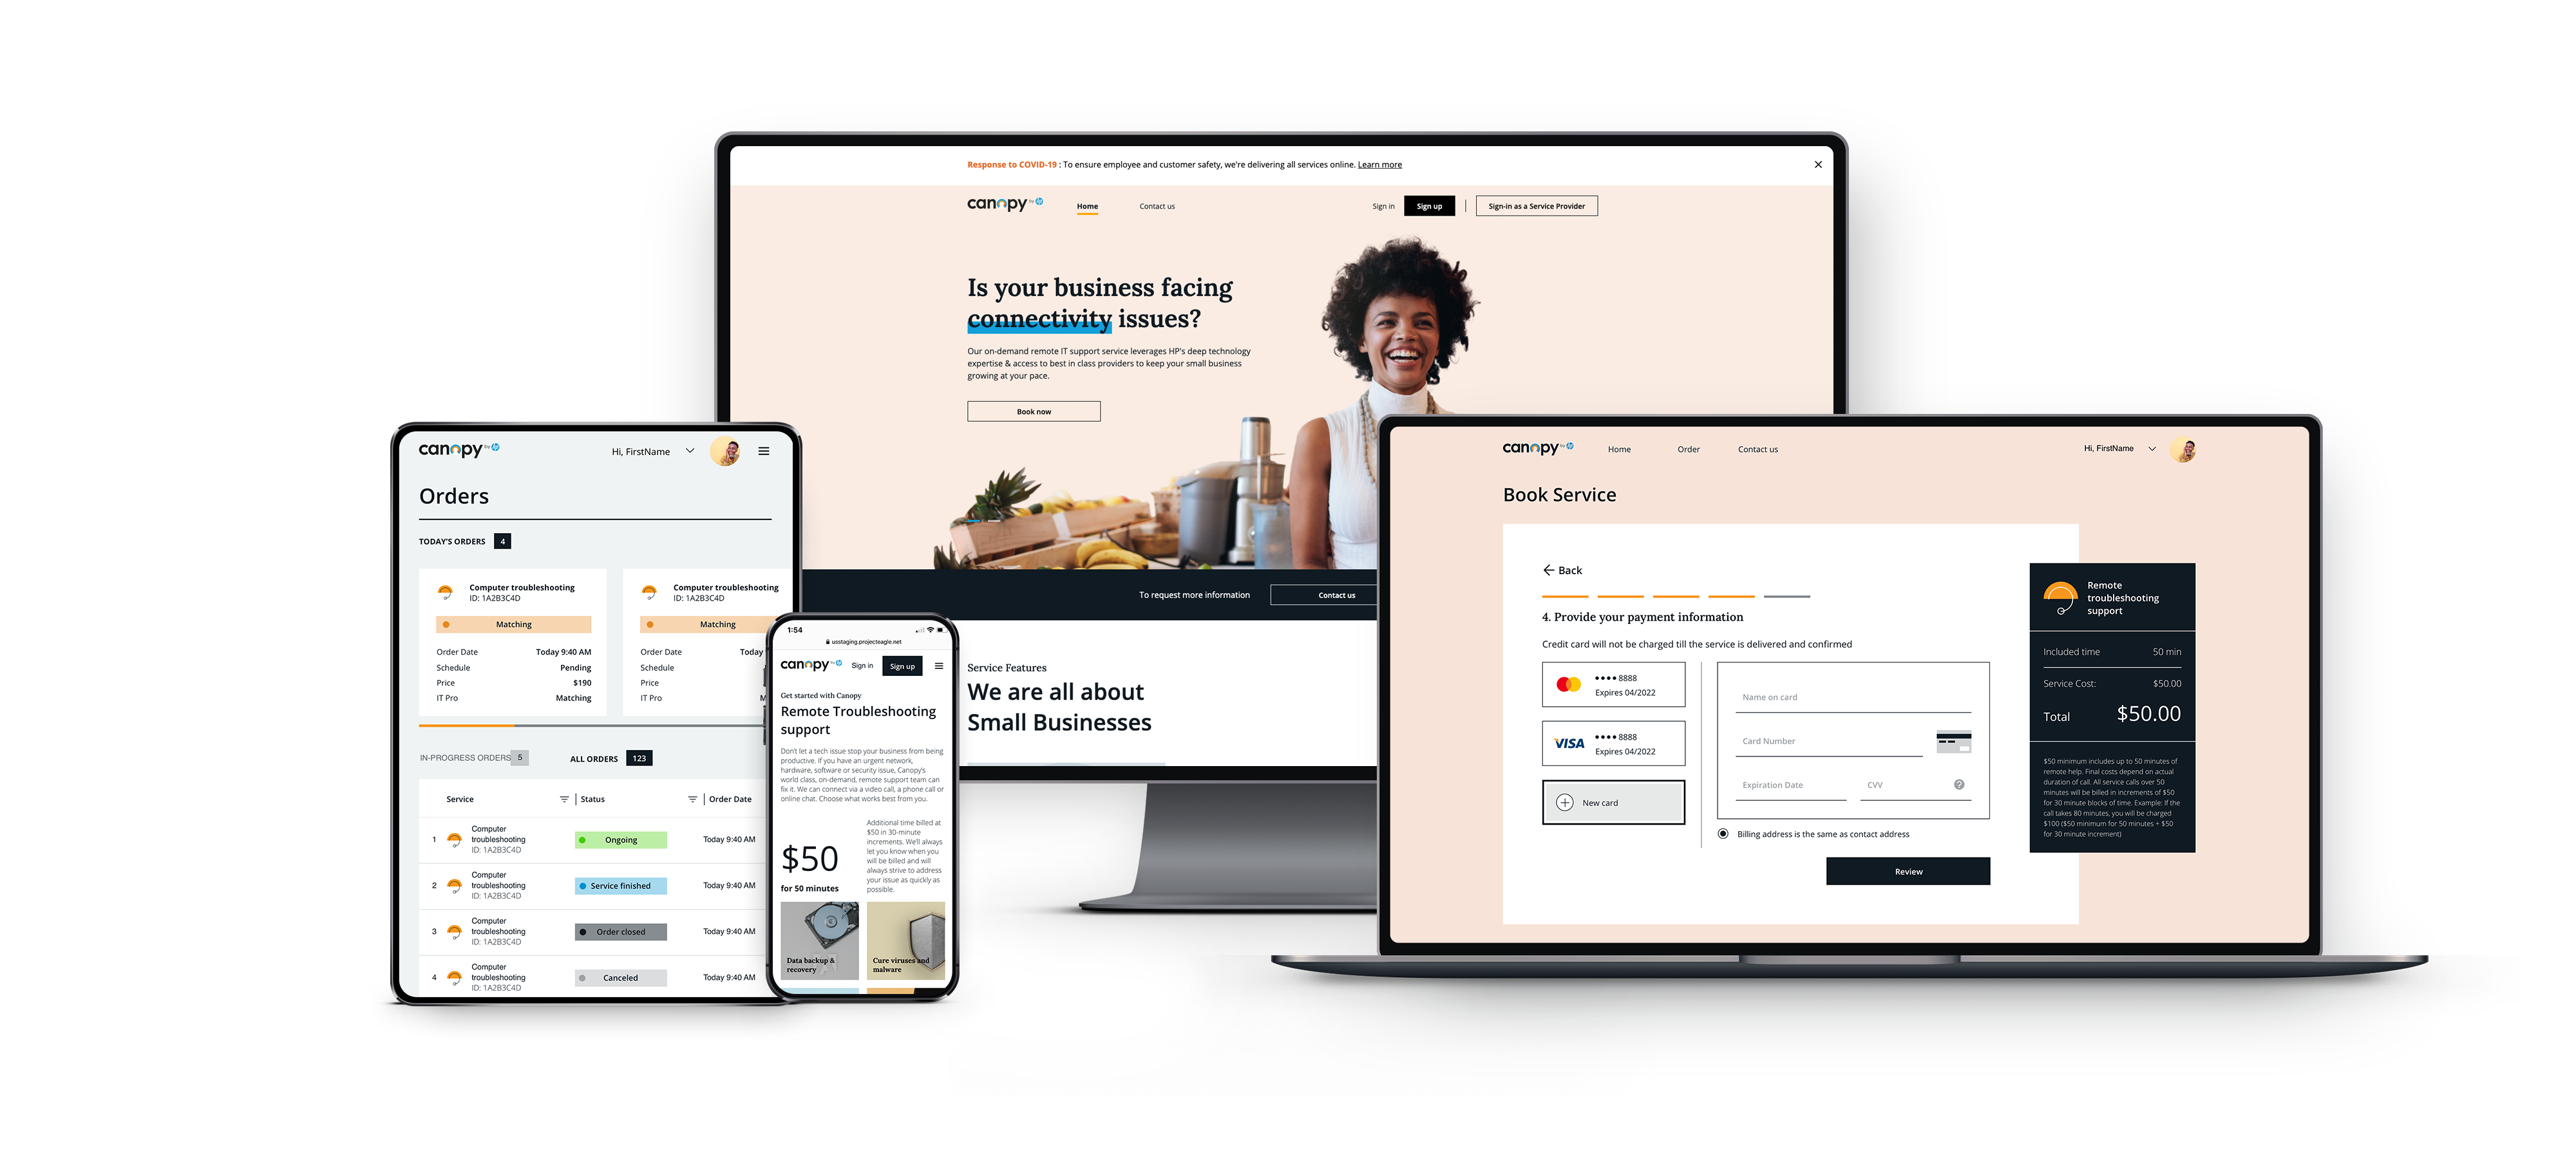 Response to COVID-19 : To ensure employee and customer safety, we're delivering all services online. Learn more
canopy by hp
Home
Contact us
Sign in
Sign up
Sign-in as a Service Provider
Is your business facing
connectivity issues?
Our on-demand remote IT support service leverages HP's deep technology
expertise & access to best in class providers to keep your small business
growing at your pace.
Book now
To request more information
Contact us
Service Features
We are all about
Small Businesses
canopy by hp
Hi, FirstName
Orders
TODAY'S ORDERS 4
Computer troubleshooting
ID: 1A2B3C4D
Matching
Order Date Today 9:40 AM
Schedule Pending
Price $190
IT Pro Matching
Computer troubleshooting
ID: 1A2B3C4D
Matching
Order Date Today
Schedule
Price
IT Pro M
IN-PROGRESS ORDERS 5
ALL ORDERS 123
Service
Status
Order Date
1
Computer
troubleshooting
ID: 1A2B3C4D
Ongoing
Today 9:40 AM
2
Computer
troubleshooting
ID: 1A2B3C4D
Service finished
Today 9:40 AM
3
Computer
troubleshooting
ID: 1A2B3C4D
Order closed
Today 9:40 AM
4
Computer
troubleshooting
ID: 1A2B3C4D
Canceled
Today 9:40 AM
1:54
usstaging.projecteagle.net
canopy by hp
Sign in
Sign up
Get started with Canopy
Remote Troubleshooting
support
Don't let a tech issue stop your business from being
productive. If you have an urgent network,
hardware, software or security issue, Canopy's
world class, on-demand, remote support team can
fix it. We can connect via a video call, a phone call or
online chat. Choose what works best from you.
$50
for 50 minutes
Additional time billed at
$50 in 30-minute
increments. We'll always
let you know when you
will be billed and will
always strive to address
your issue as quickly as
possible.
Data backup &
recovery
Cure viruses and
malware
canopy by hp
Home
Order
Contact us
Hi, FirstName
Book Service
Back
4. Provide your payment information
Credit card will not be charged till the service is delivered and confirmed
•••• 8888
Expires 04/2022
VISA
•••• 8888
Expires 04/2022
New card
Name on card
Card Number
Expiration Date
CVV
?
Billing address is the same as contact address
Review
Remote
troubleshooting
support
Included time 50 min
Service Cost: $50.00
Total $50.00
$50 minimum includes up to 50 minutes of
remote help. Final costs depend on actual
duration of call. All service calls over 50
minutes will be billed in increments of $50
for 30 minute blocks of time. Example: If the
call takes 80 minutes, you will be charged
$100 ($50 minimum for 50 minutes + $50
for 30 minute increment)